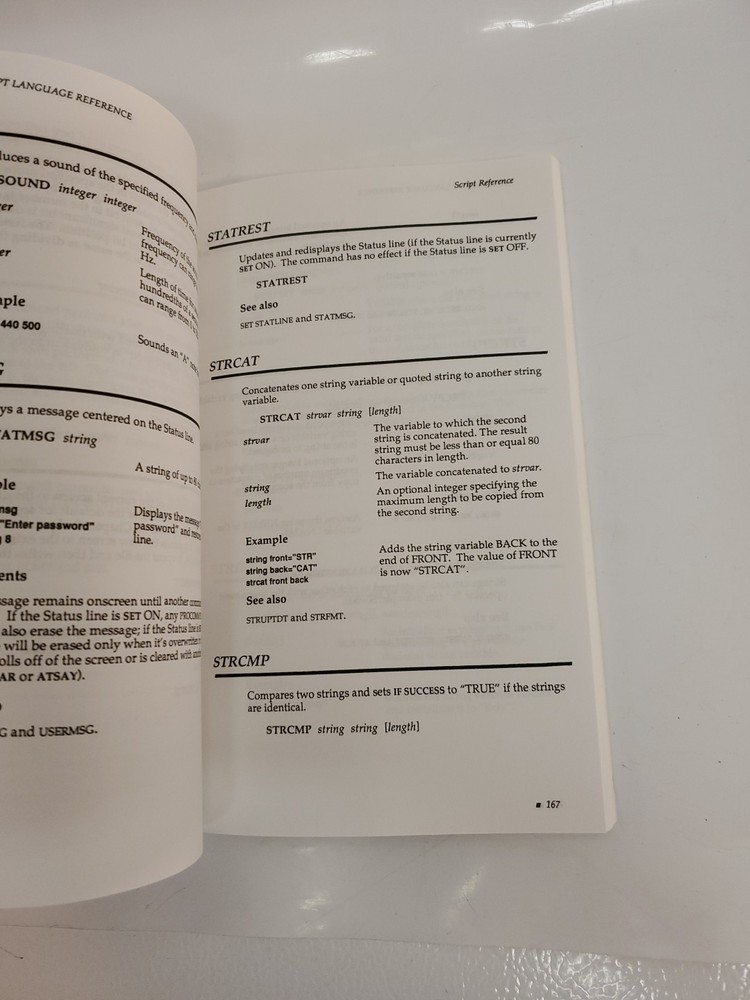 PT LANGUAGE REFERENCE
duces a sound of the specified frequency
SOUND integer integer
Frequency of the
frequency can
Hz.
Length of time
hundredths of a
can range from
ple
440 500
Sounds an "A"
ys a message centered on the Status line.
ATMSG string
A string of up to
ple
msg
"Enter password"
8
Displays the message
password" and
line.
ents
sage remains onscreen until another
If the Status line is SET ON, any
also erase the message; if the Status line is
will be erased only when it's overwritten
olls off of the screen or is cleared with
AR or ATSAY).
G and USERMSG.
Script Reference
STATREST
Updates and redisplays the Status line (if the Status line is currently
SET ON). The command has no effect if the Status line is SET OFF.
STATREST
See also
SET STATLINE and STATMSG.
STRCAT
Concatenates one string variable or quoted string to another string
variable.
STRCAT strvar string [length]
strvar
The variable to which the second
string is concatenated. The result
string must be less than or equal 80
characters in length.
string
The variable concatenated to strvar.
length
An optional integer specifying the
maximum length to be copied from
the second string.
Example
string front="STR"
string back="CAT"
strcat front back
Adds the string variable BACK to the
end of FRONT. The value of FRONT
is now "STRCAT".
See also
STRUPTDT and STRFMT.
STRCMP
Compares two strings and sets IF SUCCESS to "TRUE" if the strings
are identical.
STRCMP string string [length]
■ 167